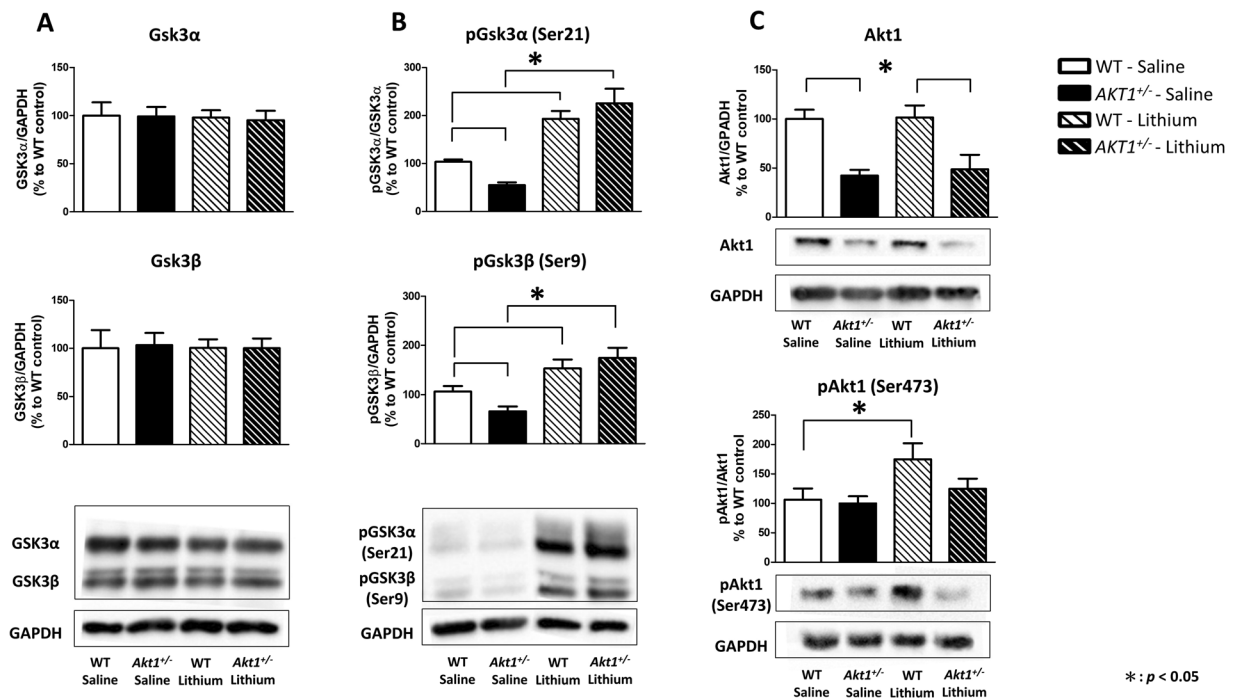 A
Gsk3α
GSK3α/GAPDH
(% to WT control)
150
100
50
0
Gsk3β
GSK3β/GAPDH
(% to WT control)
150
100
50
0
GSK3α
GSK3β
GAPDH
WT Saline
Akt1+/- Saline
WT Lithium
Akt1+/- Lithium
B
pGsk3α (Ser21)
pGSK3α/GSK3α
(% to WT control)
300
200
100
0
*
pGsk3β (Ser9)
pGSK3β/GAPDH
(% to WT control)
300
200
100
0
*
pGSK3α
(Ser21)
pGSK3β
(Ser9)
GAPDH
WT Saline
Akt1+/- Saline
WT Lithium
Akt1+/- Lithium
C
Akt1
Akt1/GPADH
% to WT control)
150
100
50
0
*
Akt1
GAPDH
WT Saline
Akt1+/- Saline
WT Lithium
Akt1+/- Lithium
pAkt1 (Ser473)
pAkt1/Akt1
% to WT control)
250
200
150
100
50
0
*
pAkt1
(Ser473)
GAPDH
WT Saline
Akt1+/- Saline
WT Lithium
Akt1+/- Lithium
WT - Saline
AKT1+/- - Saline
WT - Lithium
AKT1+/- - Lithium
* : p < 0.05